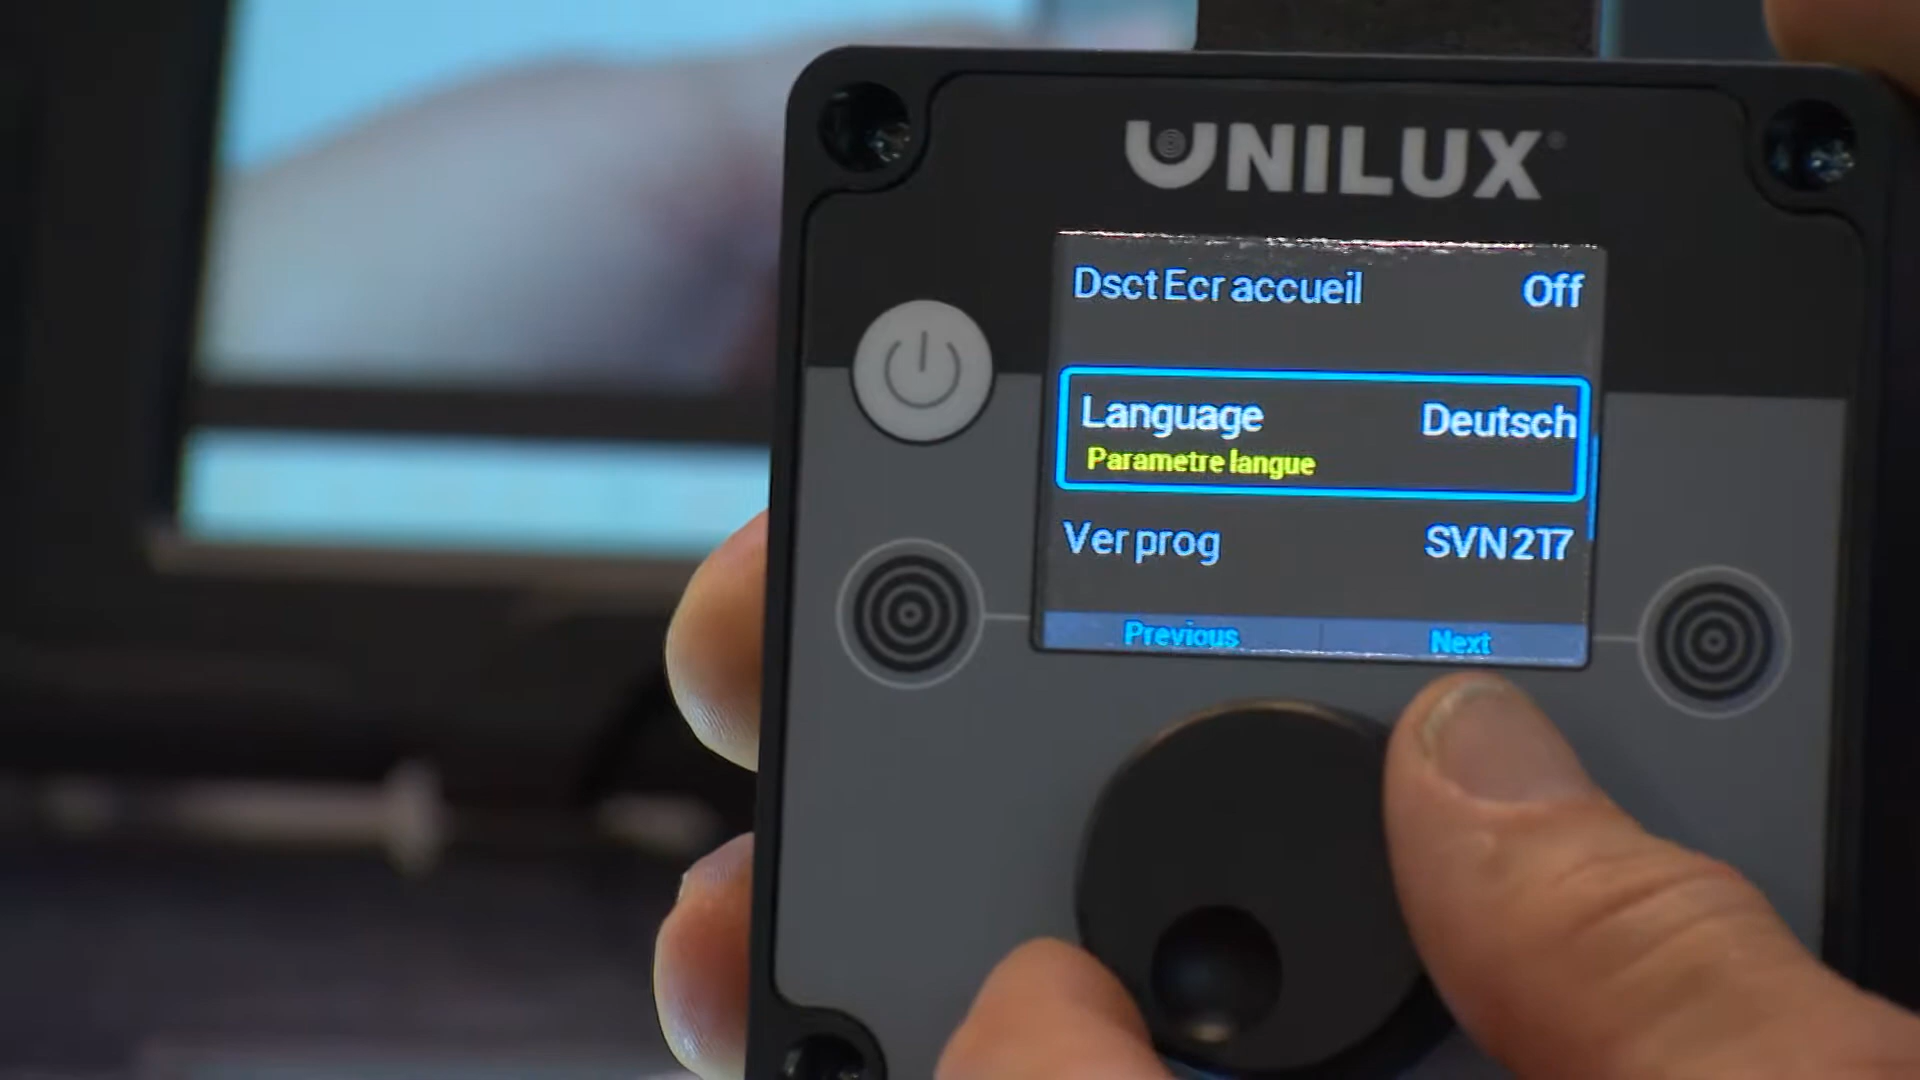 UNILUX
Dsct Ecr accueil Off
Language Deutsch
Parametre langue
Ver prog SVN 217
Previous Next